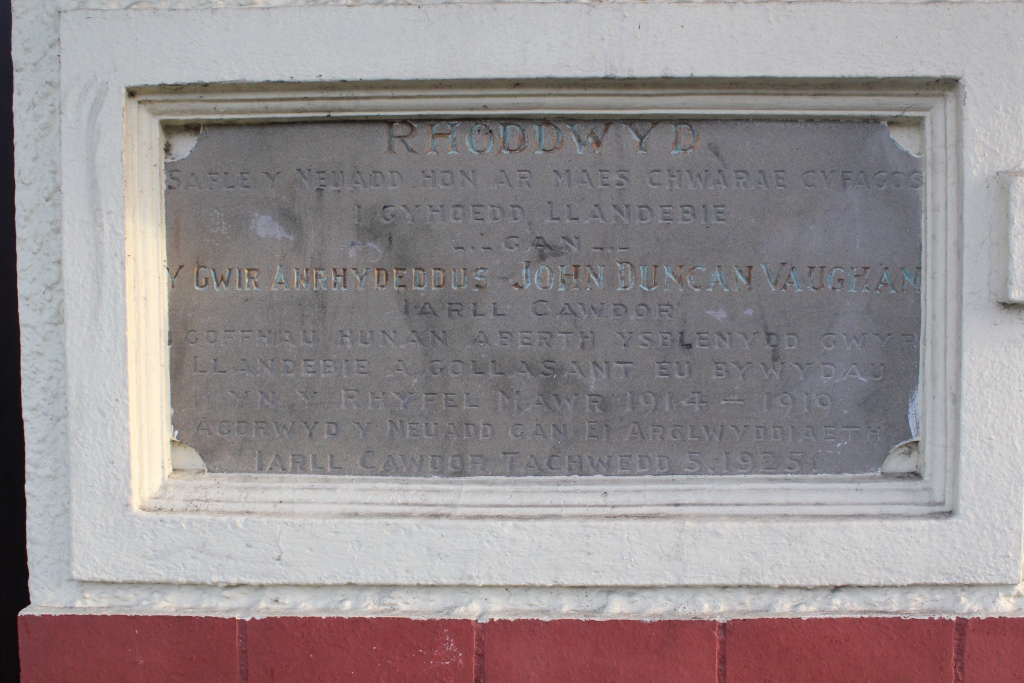 RHODDWYD
SAFLE Y NEUADD HON AR MAES CHWARAE CYFAGOS
I GYHOEDD LLANDEBIE
... GAN ...
Y GWIR ANRHYDEDDUS JOHN DUNCAN VAUGHAN
IARLL CAWDOR
I GOFFHAU HUNAN ABERTH YSBLENYDD GWYR
LLANDEBIE A GOLLASANT EU BYWYDAU
YN Y RHYFEL MAWR 1914 – 1919.
AGORWYD Y NEUADD GAN EI ARGLWYDDIAETH
IARLL CAWDOR, TACHWEDD 5, 1925.